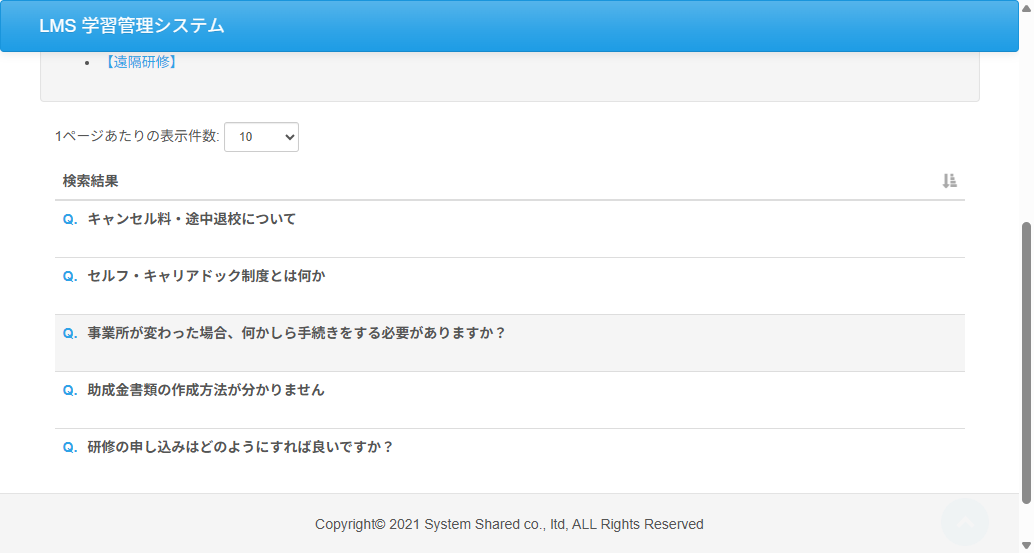 LMS 学習管理システム
【遠隔研修】
1ページあたりの表示件数: 10
検索結果
Q. キャンセル料・途中退校について
Q. セルフ・キャリアドック制度とは何か
Q. 事業所が変わった場合、何かしら手続きをする必要がありますか？
Q. 助成金書類の作成方法が分かりません
Q. 研修の申し込みはどのようにすれば良いですか？
Copyright© 2021 System Shared co., ltd, ALL Rights Reserved